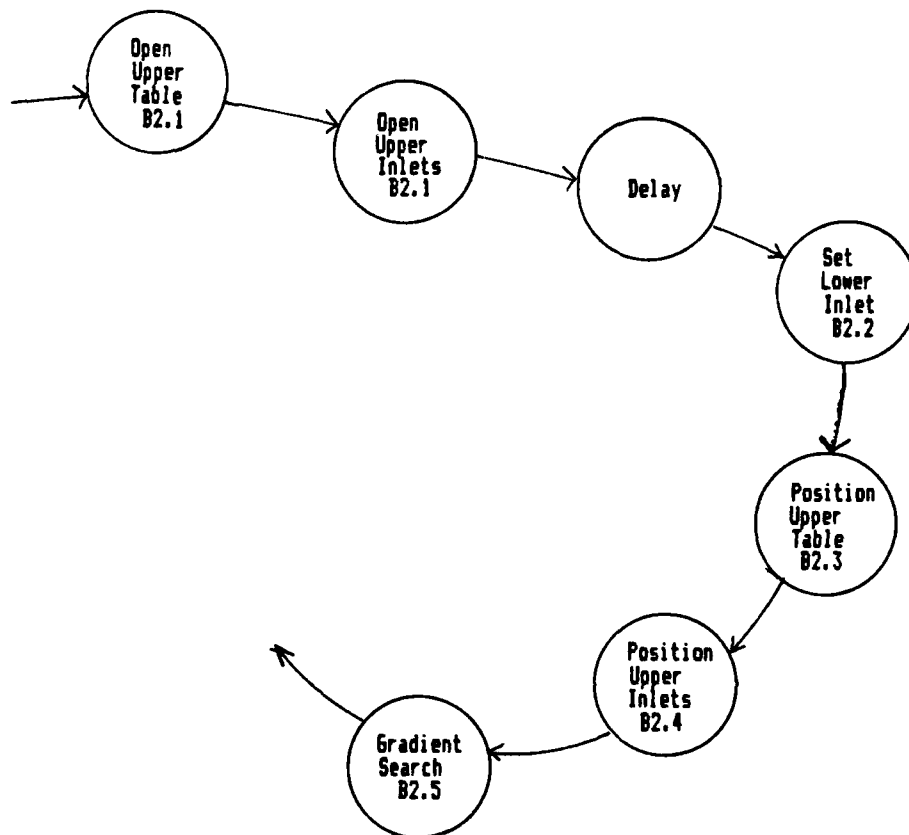 Open
Upper
Table
B2.1
Open
Upper
Inlets
B2.1
Delay
Set
Lower
Inlet
B2.2
Position
Upper
Table
B2.3
Position
Upper
Inlets
B2.4
Gradient
Search
B2.5